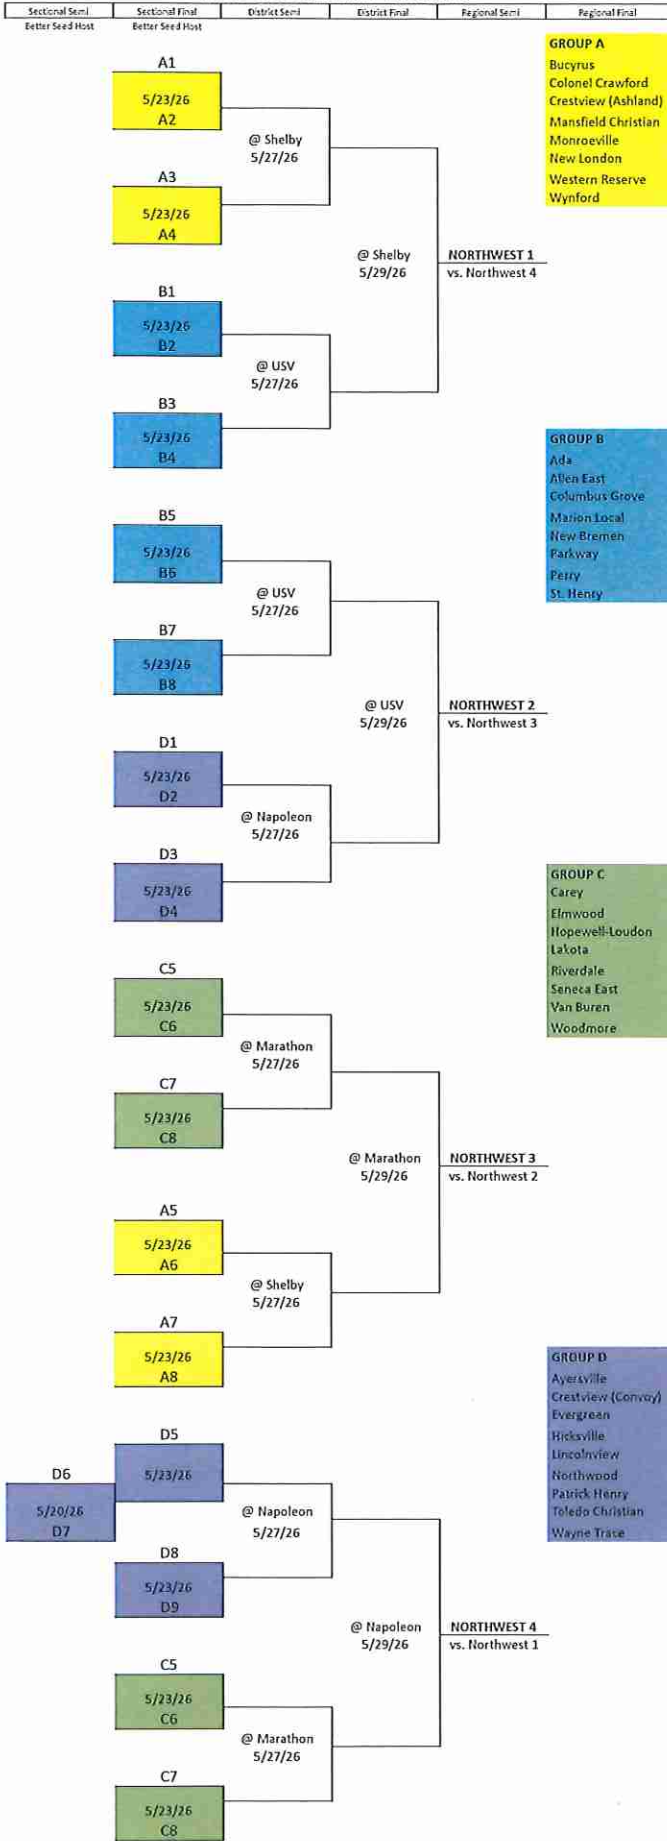 Sectional Semi Sectional Final District Semi District Final Regional Semi Regional Final
Better Seed Host Better Seed Host
GROUP A
Bucyrus
Colonel Crawford
Crestview (Ashland)
Mansfield Christian
Monroeville
New London
Western Reserve
Wynford
A1
5/23/26
A2
@ Shelby
5/27/26
A3
5/23/26
A4
@ Shelby
5/29/26
NORTHWEST 1
vs. Northwest 4
B1
5/23/26
B2
@ USV
5/27/26
B3
5/23/26
B4
GROUP B
Ada
Allen East
Columbus Grove
Marion Local
New Bremen
Parkway
Perry
St. Henry
B5
5/23/26
B6
@ USV
5/27/26
B7
5/23/26
B8
@ USV
5/29/26
NORTHWEST 2
vs. Northwest 3
D1
5/23/26
D2
@ Napoleon
5/27/26
D3
5/23/26
D4
GROUP C
Carey
Elmwood
Hopewell-Loudon
Lakota
Riverdale
Seneca East
Van Buren
Woodmore
C5
5/23/26
C6
@ Marathon
5/27/26
C7
5/23/26
C8
@ Marathon
5/29/26
NORTHWEST 3
vs. Northwest 2
A5
5/23/26
A6
@ Shelby
5/27/26
A7
5/23/26
A8
GROUP D
Ayersville
Crestview (Convoy)
Evergreen
Hicksville
Lincolnview
Northwood
Patrick Henry
Toledo Christian
Wayne Trace
D5
5/23/26
D6
5/20/26
D7
@ Napoleon
5/27/26
D8
5/23/26
D9
@ Napoleon
5/29/26
NORTHWEST 4
vs. Northwest 1
C5
5/23/26
C6
@ Marathon
5/27/26
C7
5/23/26
C8